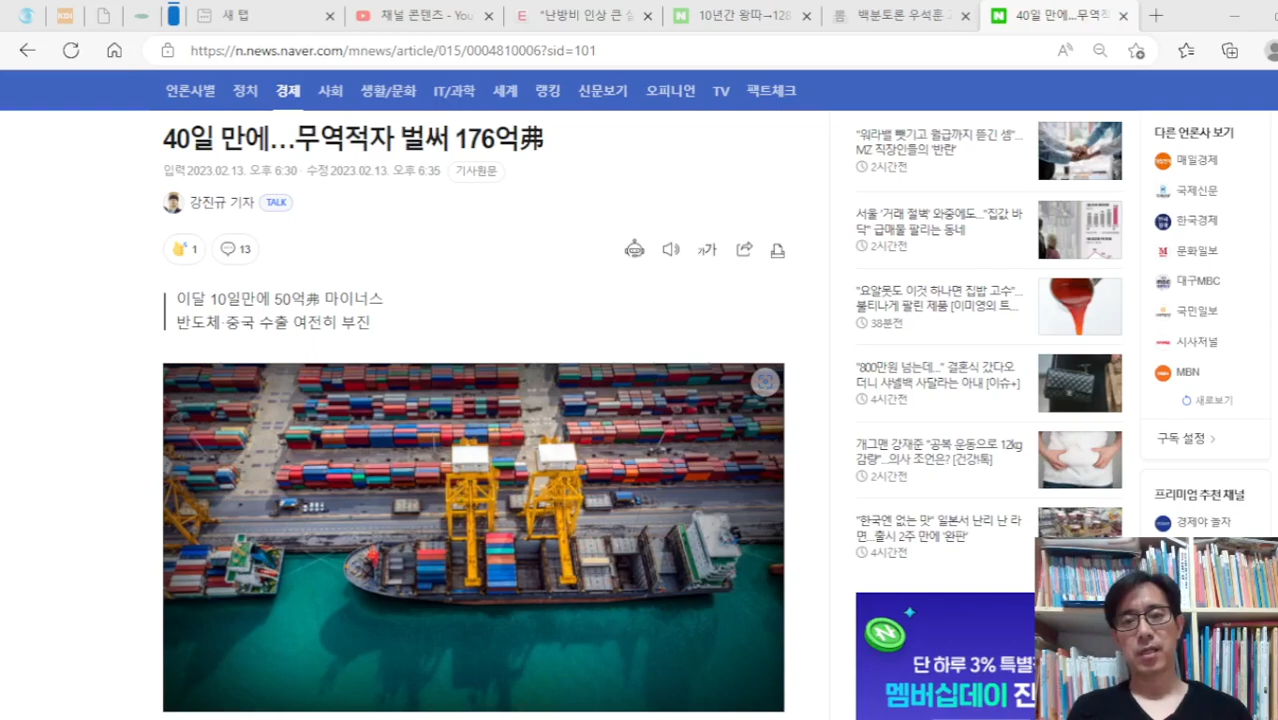 KDI
새 탭
채널 콘텐츠 - You
E
"난방비 인상 큰 
10년간 왕따→128
백분토론 우석훈
40일 만에...무역적
https://n.news.naver.com/mnews/article/015/0004810006?sid=101
언론사별 정치 경제 사회 생활/문화 IT/과학 세계 랭킹 신문보기 오피니언 TV 팩트체크
40일 만에…무역적자 벌써 176억弗
입력2023.02.13. 오후 6:30 · 수정2023.02.13. 오후 6:35 기사원문
강진규 기자 TALK
1 13
가가
이달 10일만에 50억弗 마이너스
반도체·중국 수출 여전히 부진
"워라밸 뺏기고 월급까지 뜯긴 셈"...
MZ 직장인들의 '반란'
2시간전
서울 '거래 절벽' 와중에도..."집값 바
닥" 급매물 팔리는 동네
2시간전
"요알못도 이것 하나면 집밥 고수"...
불티나게 팔린 제품 [이미영의 트...
38분전
"800만원 넘는데..." 결혼식 갔다오
더니 샤넬백 사달라는 아내 [이슈+]
4시간전
개그맨 강재준 "공복 운동으로 12kg
감량"...의사 조언은? [건강!톡]
2시간전
"한국엔 없는 맛" 일본서 난리 난 라
면...출시 2주 만에 '완판'
4시간전
단 하루 3% 특별
멤버십데이 진
다른 언론사 보기
매일경제
국제신문
한국경제
문화일보
대구MBC
국민일보
시사저널
MBN
새로보기
구독 설정
프리미엄 추천 채널
경제야 놀자